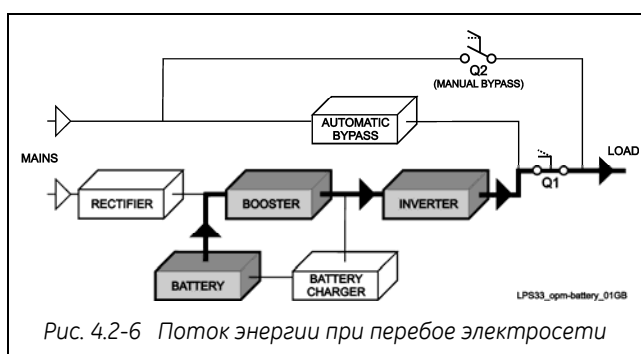 Q2
(MANUAL BYPASS)
AUTOMATIC
BYPASS
MAINS
LOAD
Q1
RECTIFIER
BOOSTER
INVERTER
BATTERY
BATTERY
CHARGER
LPS33_opm-battery_01GB
Рис. 4.2-6 Поток энергии при перебое электросети